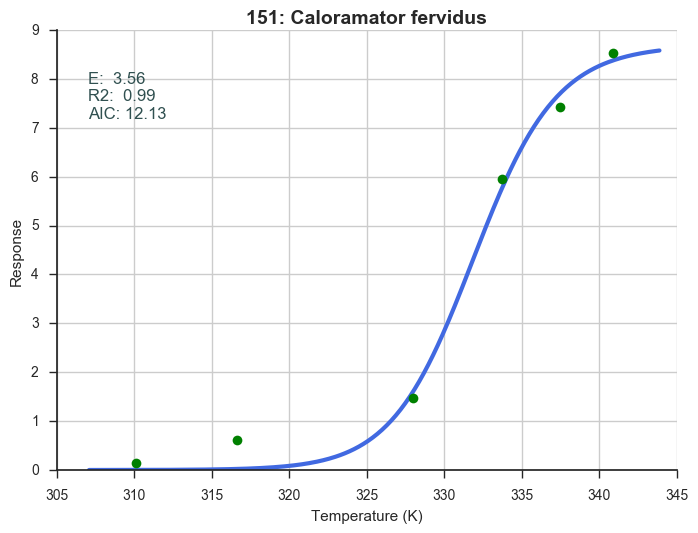 151: Caloramator fervidus
E:  3.56
R2:  0.99
AIC: 12.13
Response
9
8
7
6
5
4
3
2
1
0
305 310 315 320 325 330 335 340 345
Temperature (K)